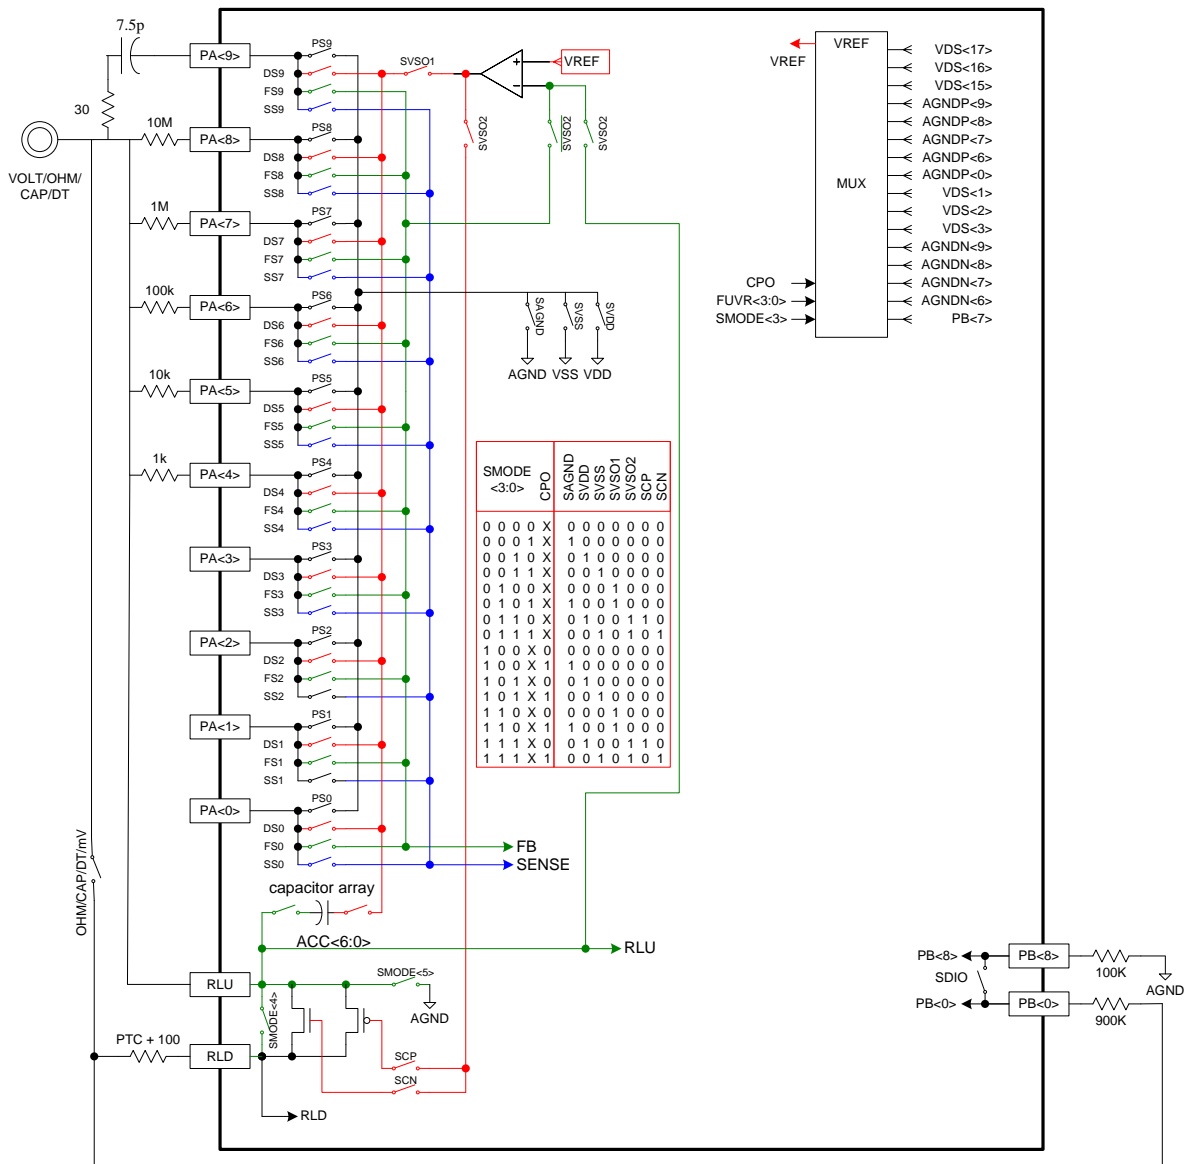 7.5p
30
VOLT/OHM/
CAP/DT
10M
1M
100k
10k
1k
OHM/CAP/DT/mV
PTC + 100
PA<9>
PS9
DS9
FS9
SS9
PA<8>
PS8
DS8
FS8
SS8
PA<7>
PS7
DS7
FS7
SS7
PA<6>
PS6
DS6
FS6
SS6
PA<5>
PS5
DS5
FS5
SS5
PA<4>
PS4
DS4
FS4
SS4
PA<3>
PS3
DS3
FS3
SS3
PA<2>
PS2
DS2
FS2
SS2
PA<1>
PS1
DS1
FS1
SS1
PA<0>
PS0
DS0
FS0
SS0
FB
SENSE
SVSO1
+
-
VREF
SVSO2
SVSO2
SVSO2
SAGND
SVSS
SVDD
AGND VSS VDD
SMODE
<3:0>
CPO SAGND SVDD SVSS SVSO1 SVSO2 SCP SCN
0 0 0 0 X 0 0 0 0 0 0 0
0 0 0 1 X 1 0 0 0 0 0 0
0 0 1 0 X 0 1 0 0 0 0 0
0 0 1 1 X 0 0 1 0 0 0 0
0 1 0 0 X 0 0 0 1 0 0 0
0 1 0 1 X 1 0 0 1 0 0 0
0 1 1 0 X 0 1 0 0 1 1 0
0 1 1 1 X 0 0 1 0 1 0 1
1 0 0 X 0 0 0 0 0 0 0 0
1 0 0 X 1 1 0 0 0 0 0 0
1 0 1 X 0 0 1 0 0 0 0 0
1 0 1 X 1 0 0 1 0 0 0 0
1 1 0 X 0 0 0 0 1 0 0 0
1 1 0 X 1 1 0 0 1 0 0 0
1 1 1 X 0 0 1 0 0 1 1 0
1 1 1 X 1 0 0 1 0 1 0 1
capacitor array
ACC<6:0>
RLU
RLU
SMODE<5>
AGND
SMODE<4>
RLD
SCP
SCN
RLD
VREF
VREF
MUX
CPO
FUVR<3:0>
SMODE<3>
VDS<17>
VDS<16>
VDS<15>
AGNDP<9>
AGNDP<8>
AGNDP<7>
AGNDP<6>
AGNDP<0>
VDS<1>
VDS<2>
VDS<3>
AGNDN<9>
AGNDN<8>
AGNDN<7>
AGNDN<6>
PB<7>
PB<8>
PB<8>
100K
AGND
SDIO
PB<0>
PB<0>
900K